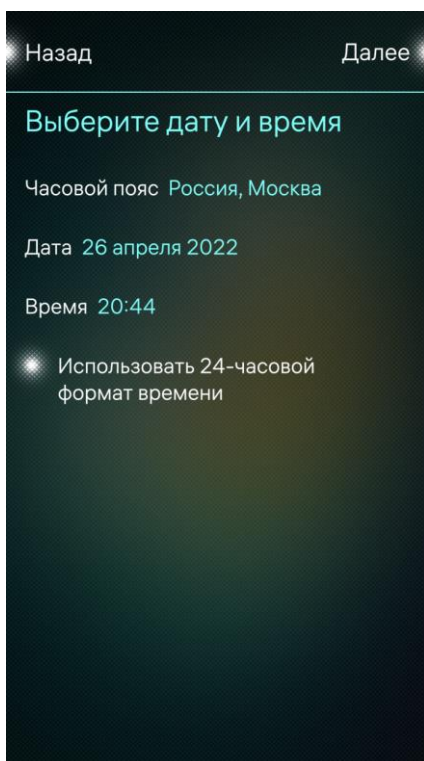 Назад
Далее
Выберите дату и время
Часовой пояс Россия, Москва
Дата 26 апреля 2022
Время 20:44
Использовать 24-часовой
формат времени